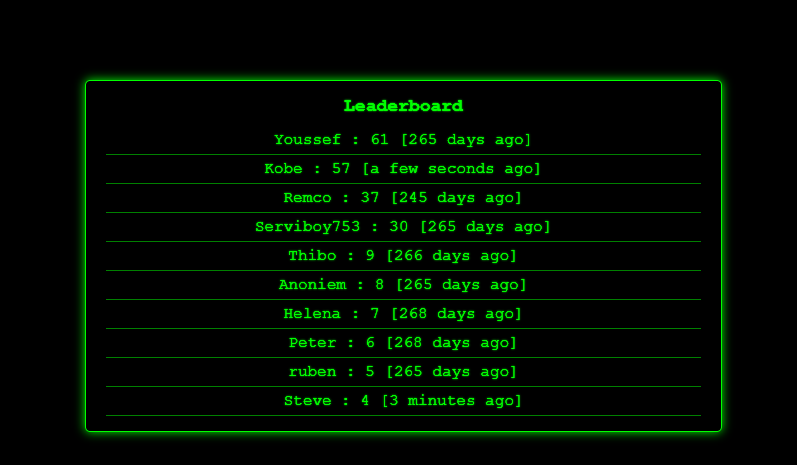 Leaderboard
Youssef : 61 [265 days ago]
Kobe : 57 [a few seconds ago]
Remco : 37 [245 days ago]
Serviboy753 : 30 [265 days ago]
Thibo : 9 [266 days ago]
Anoniem : 8 [265 days ago]
Helena : 7 [268 days ago]
Peter : 6 [268 days ago]
ruben : 5 [265 days ago]
Steve : 4 [3 minutes ago]